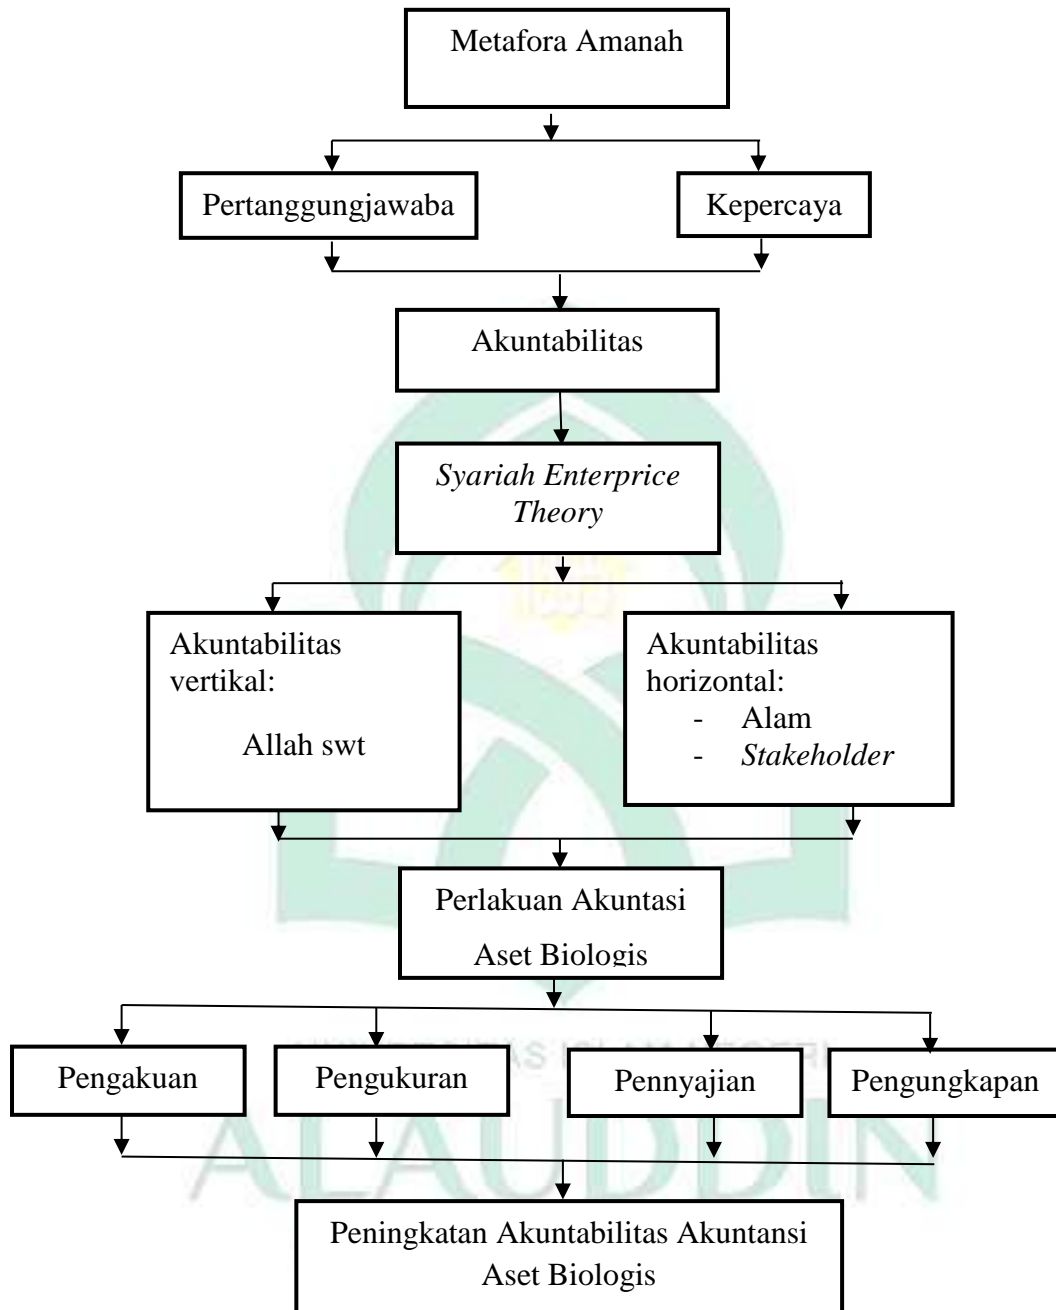 Metafora Amanah
Pertanggungjawaba
Kepercaya
Akuntabilitas
Syariah Enterprice
Theory
Akuntabilitas
vertikal:
Allah swt
Akuntabilitas
horizontal:
- Alam
- Stakeholder
Perlakuan Akuntasi
Aset Biologis
Pengakuan
Pengukuran
Pennyajian
Pengungkapan
ALAUDDIN
Peningkatan Akuntabilitas Akuntansi
Aset Biologis